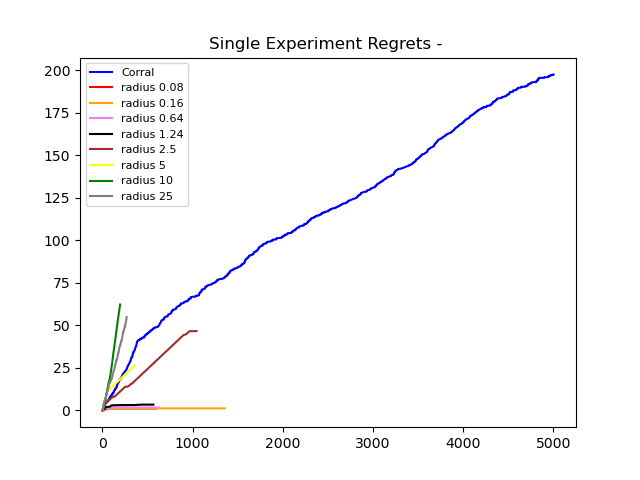 Single Experiment Regrets -
200
175
150
125
100
75
50
25
0
Corral
radius 0.08
radius 0.16
radius 0.64
radius 1.24
radius 2.5
radius 5
radius 10
radius 25
0 1000 2000 3000 4000 5000